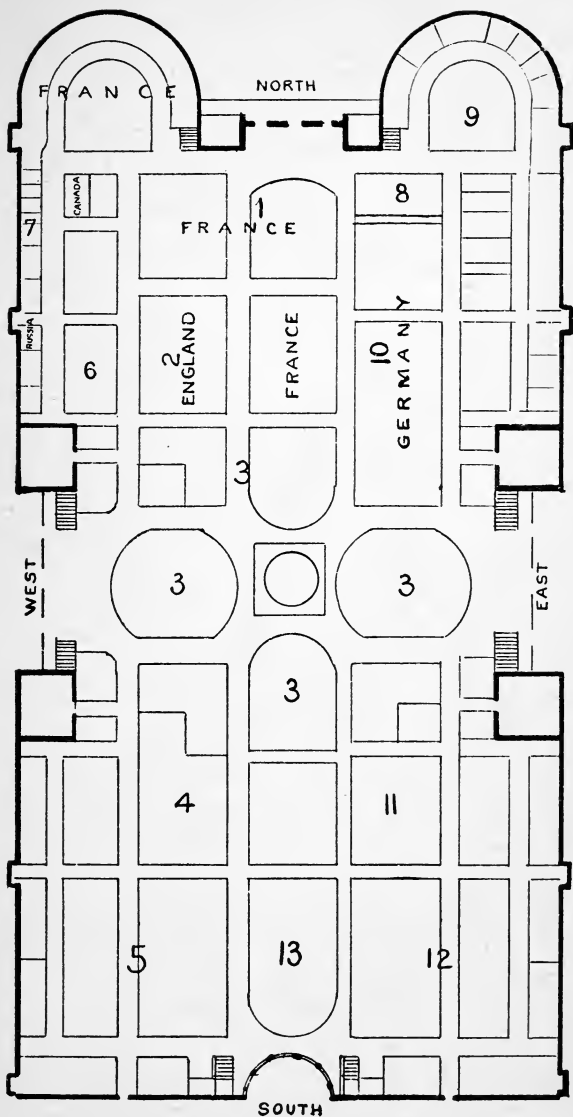 NORTH
FRANCE
9
CANADA
1
8
FRANCE
7
RUSSIA
6
2
ENGLAND
FRANCE
10
GERMANY
3
WEST
3
3
EAST
3
4
11
5
13
12
SOUTH